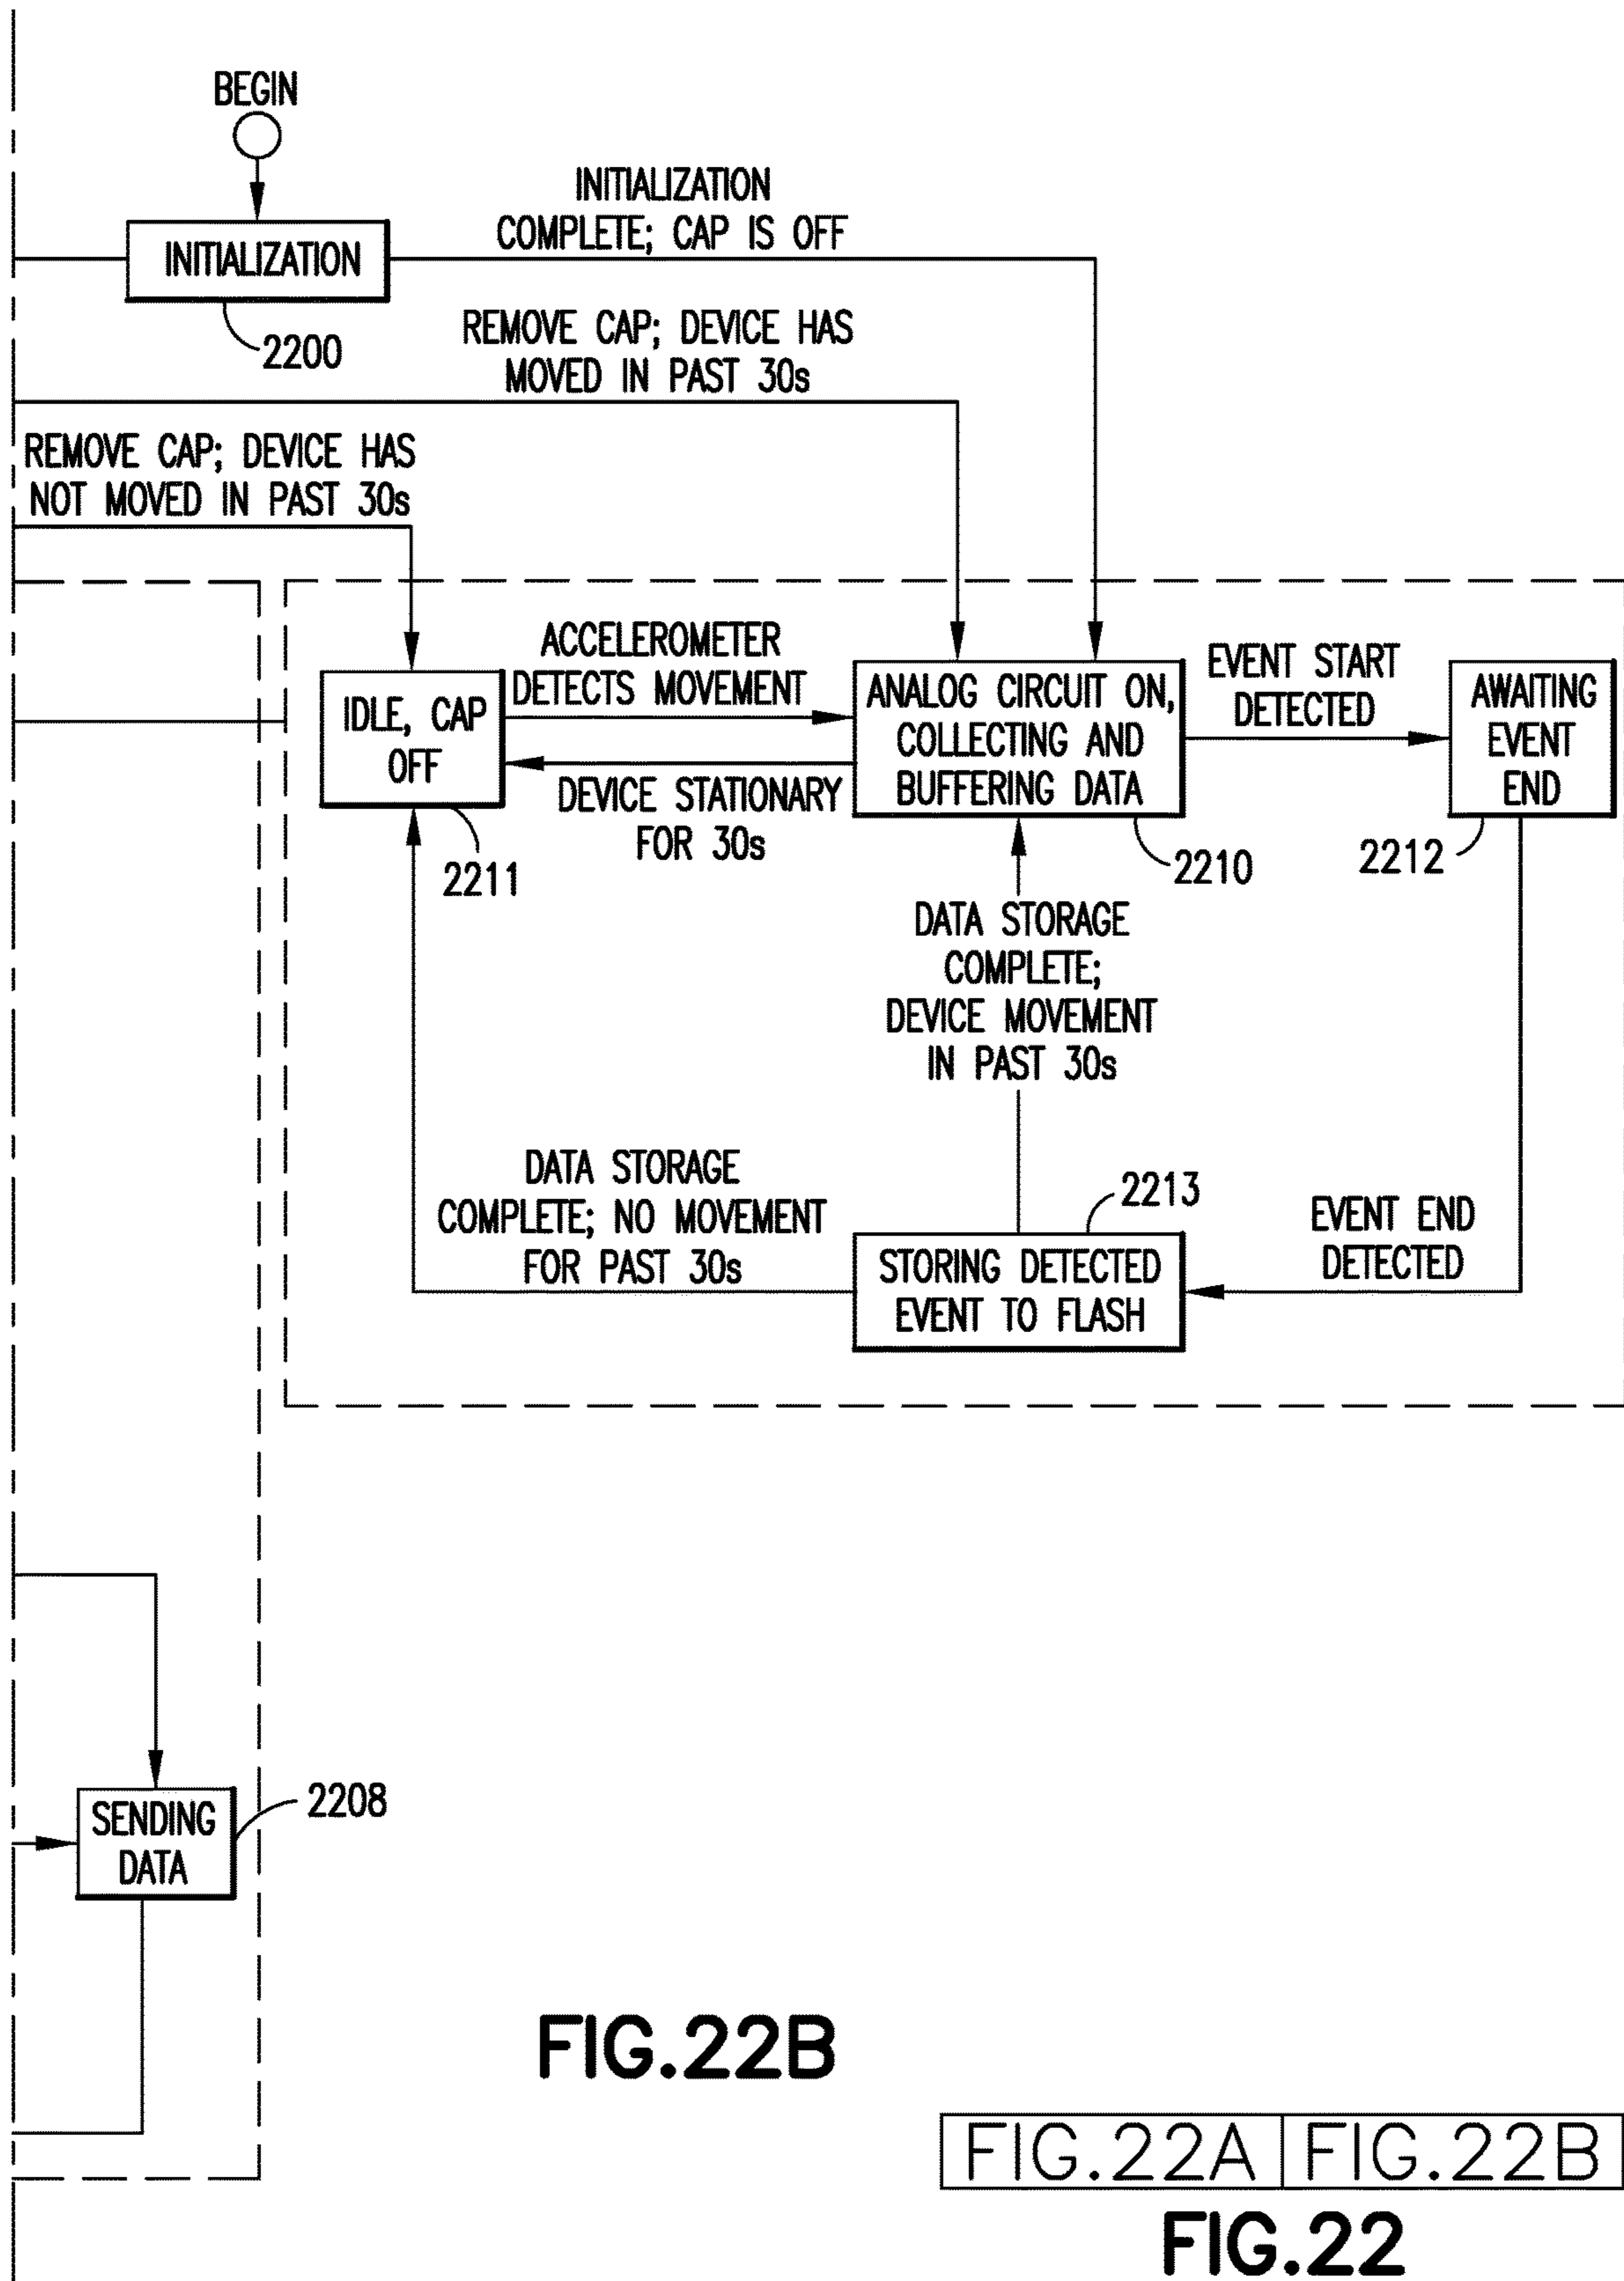 BEGIN
INITIALIZATION
2200
INITIALIZATION
COMPLETE; CAP IS OFF
REMOVE CAP; DEVICE HAS
MOVED IN PAST 30s
REMOVE CAP; DEVICE HAS
NOT MOVED IN PAST 30s
IDLE, CAP
OFF
2211
ACCELEROMETER
DETECTS MOVEMENT
DEVICE STATIONARY
FOR 30s
ANALOG CIRCUIT ON,
COLLECTING AND
BUFFERING DATA
2210
EVENT START
DETECTED
AWAITING
EVENT
END
2212
DATA STORAGE
COMPLETE;
DEVICE MOVEMENT
IN PAST 30s
DATA STORAGE
COMPLETE; NO MOVEMENT
FOR PAST 30s
2213
STORING DETECTED
EVENT TO FLASH
EVENT END
DETECTED
SENDING
DATA
2208
FIG.22B
FIG.22A FIG.22B
FIG.22